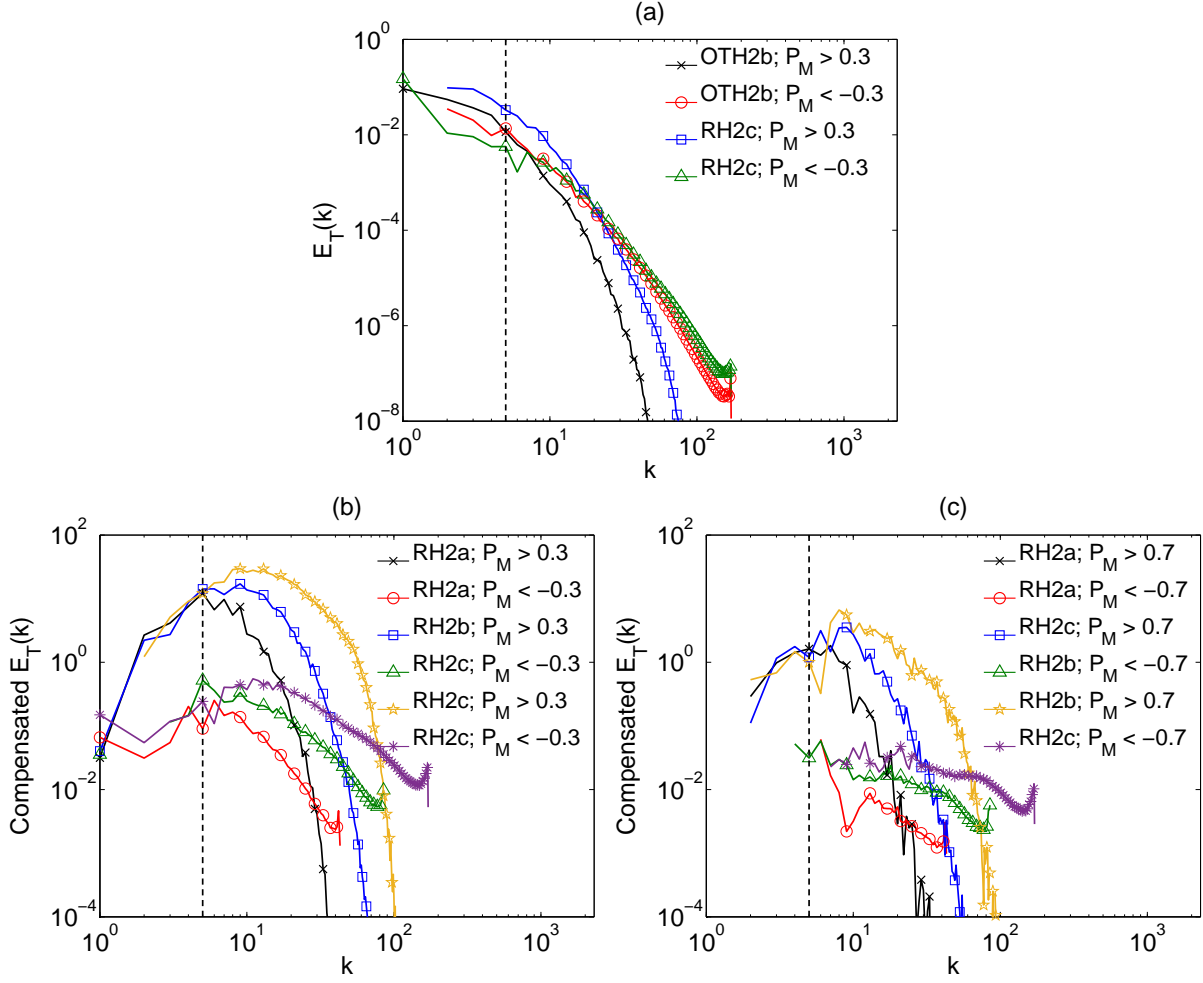 (a)
10^0
10^-2
10^-4
10^-6
10^-8
E_T(k)
OTH2b; P_M > 0.3
OTH2b; P_M < −0.3
RH2c; P_M > 0.3
RH2c; P_M < −0.3
10^0
10^1
10^2
10^3
k
(b)
10^2
10^0
10^-2
10^-4
Compensated E_T(k)
RH2a; P_M > 0.3
RH2a; P_M < −0.3
RH2b; P_M > 0.3
RH2c; P_M < −0.3
RH2c; P_M > 0.3
RH2c; P_M < −0.3
10^0
10^1
10^2
10^3
k
(c)
10^2
10^0
10^-2
10^-4
Compensated E_T(k)
RH2a; P_M > 0.7
RH2a; P_M < −0.7
RH2c; P_M > 0.7
RH2b; P_M < −0.7
RH2b; P_M > 0.7
RH2c; P_M < −0.7
10^1
10^2
10^3
k